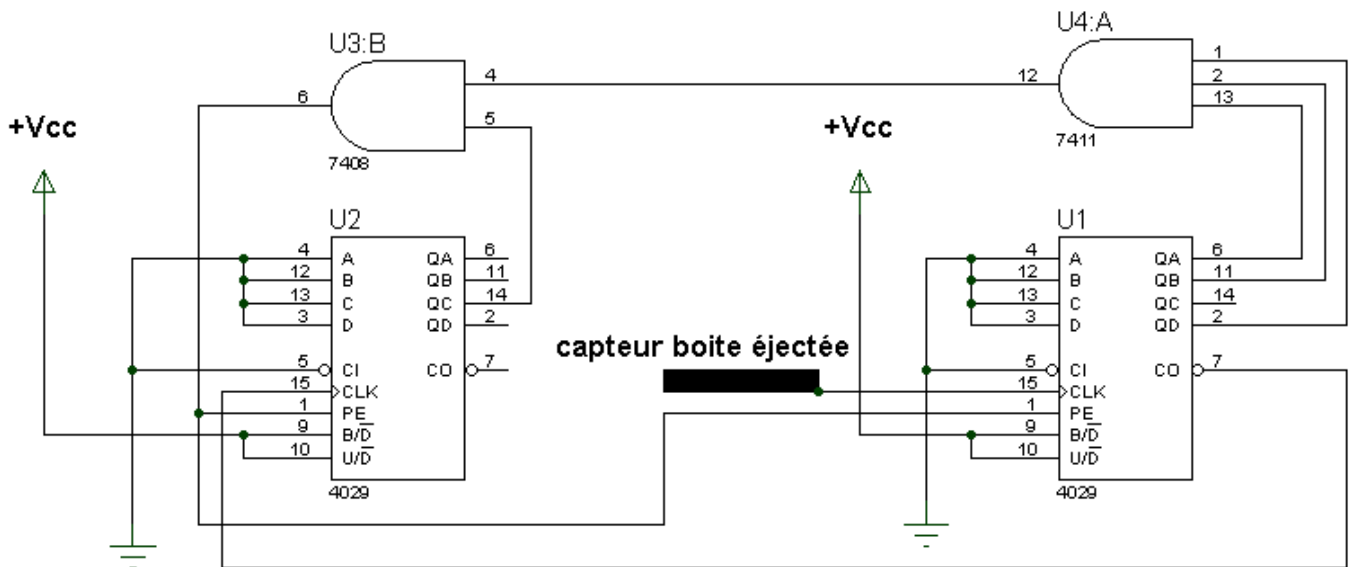 U3:B
4
5
6
7408
U4:A
1
2
13
12
7411
+Vcc
+Vcc
U2
4 A QA 6
12 B QB 11
13 C QC 14
3 D QD 2
5 CI CO 7
15 CLK
1 PE
9 B/D
10 U/D
4029
capteur boite éjectée
U1
4 A QA 6
12 B QB 11
13 C QC 14
3 D QD 2
5 CI CO 7
15 CLK
1 PE
9 B/D
10 U/D
4029